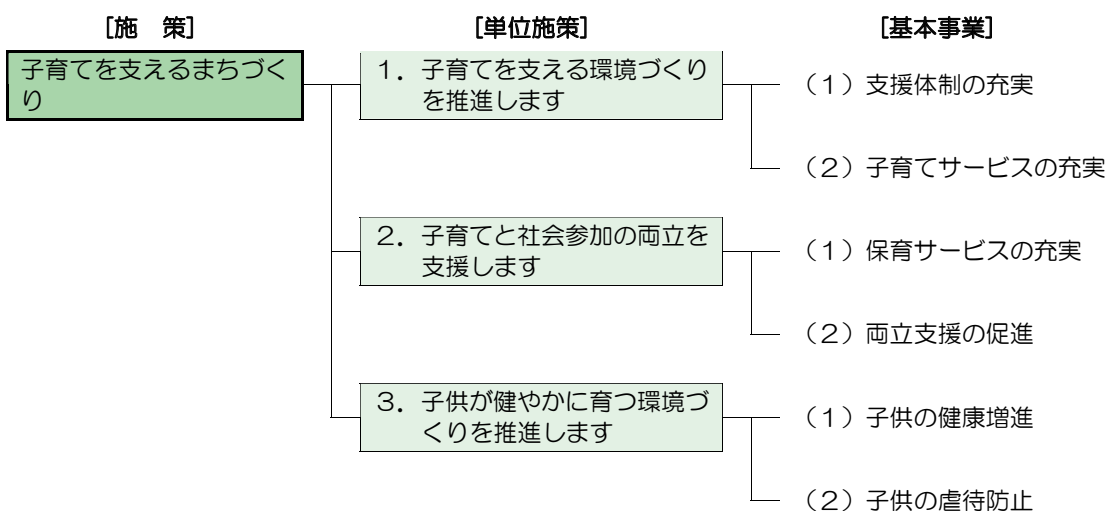 [施　策]
[単位施策]
[基本事業]
子育てを支えるまちづく
り
１．子育てを支える環境づくり
を推進します
（１）支援体制の充実
（２）子育てサービスの充実
２．子育てと社会参加の両立を
支援します
（１）保育サービスの充実
（２）両立支援の促進
３．子供が健やかに育つ環境づ
くりを推進します
（１）子供の健康増進
（２）子供の虐待防止